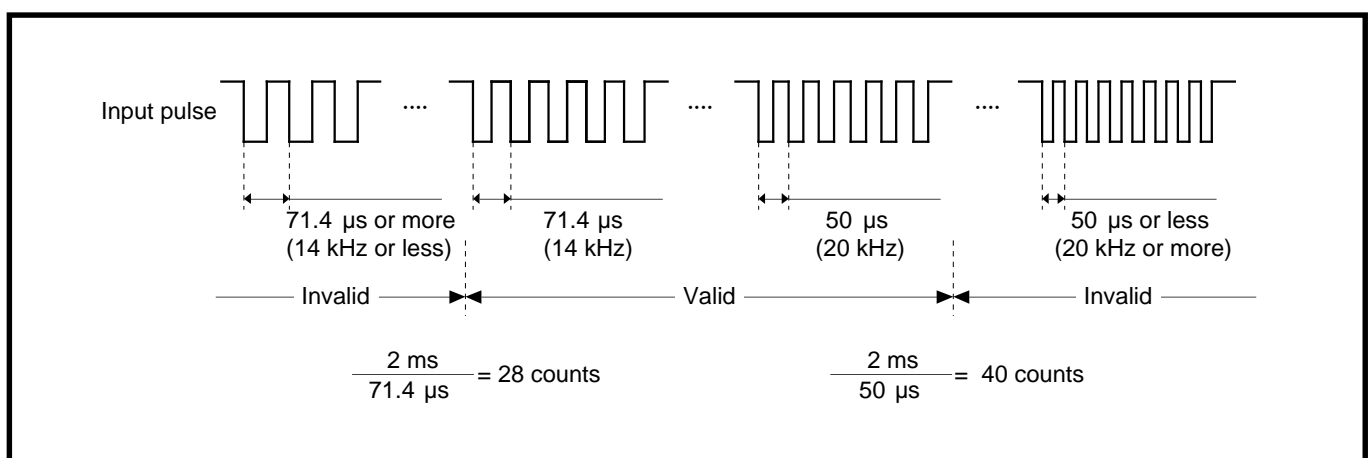 Input pulse
....
....
....
71.4 µs or more
(14 kHz or less)
71.4 µs
(14 kHz)
50 µs
(20 kHz)
50 µs or less
(20 kHz or more)
Invalid
Valid
Invalid
2 ms
71.4 µs
= 28 counts
2 ms
50 µs
= 40 counts